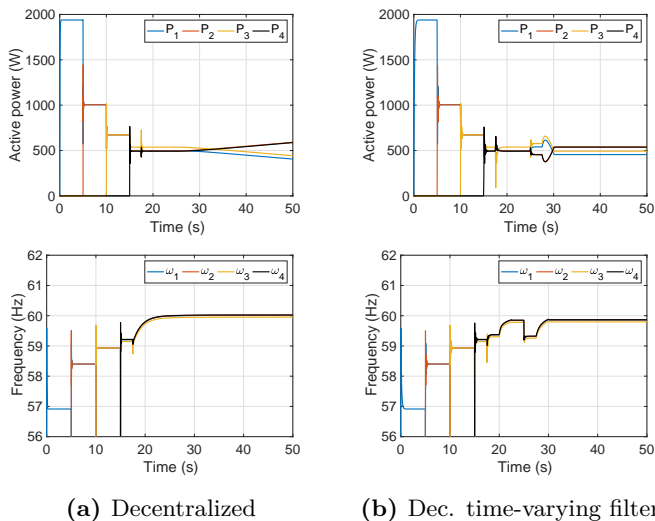 P1 P2 P3 P4
2000
1500
1000
500
0
Active power (W)
0 10 20 30 40 50
Time (s)
P1 P2 P3 P4
2000
1500
1000
500
0
Active power (W)
0 10 20 30 40 50
Time (s)
ω1 ω2 ω3 ω4
62
61
60
59
58
57
56
Frequency (Hz)
0 10 20 30 40 50
Time (s)
ω1 ω2 ω3 ω4
62
61
60
59
58
57
56
Frequency (Hz)
0 10 20 30 40 50
Time (s)
(a) Decentralized
(b) Dec. time-varying filter